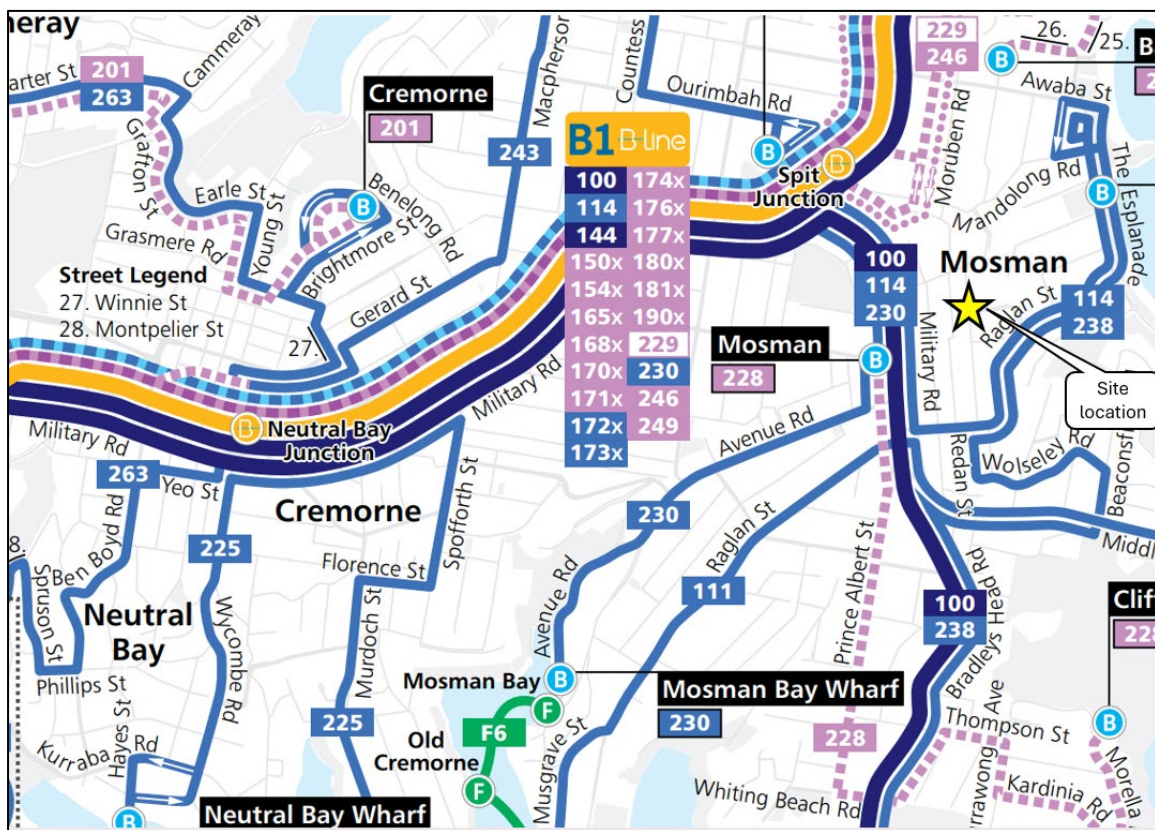 neray
arter St
201
263
Cammeray
Grafton St
Earle St
Grasmere Rd
Young St
Cremorne
201
Benelong Rd
Brightmore St
Gerard St
Street Legend
27. Winnie St
28. Montpelier St
27.
Macpherson
243
Countess
Ourimbah Rd
B
B
B1 B-line
100 174x
114 176x
144 177x
150x 180x
154x 181x
165x 190x
168x 229
170x 230
171x 246
172x 249
173x
B
Spit
Junction
229
246
Moruben Rd
26.
25.
B
B
Awaba St
Mandolong Rd
The Esplanade
B
Mosman
100
114
230
Raglan St
114
238
Site
location
Mosman
228
B
Military Rd
Military Rd
Avenue Rd
Redan St
Wolseley Rd
Beaconsf
Middl
B
Neutral Bay
Junction
Military Rd
263
Yeo St
Cremorne
Spofforth St
225
Florence St
Ben Boyd Rd
8.
Spruson St
Neutral
Bay
Phillips St
Wycombe Rd
Murdoch St
225
Kurraba Rd
Hayes St
B
Neutral Bay Wharf
230
Raglan St
111
Avenue Rd
Mosman Bay
B
F
F6
Old
Cremorne
F
F
Musgrave St
Mosman Bay Wharf
230
Prince Albert St
228
Whiting Beach Rd
100
238
Bradleys Head Rd
Thompson St
Ave
rrawong
Kardinia Rd
Morella
Clif
228
B